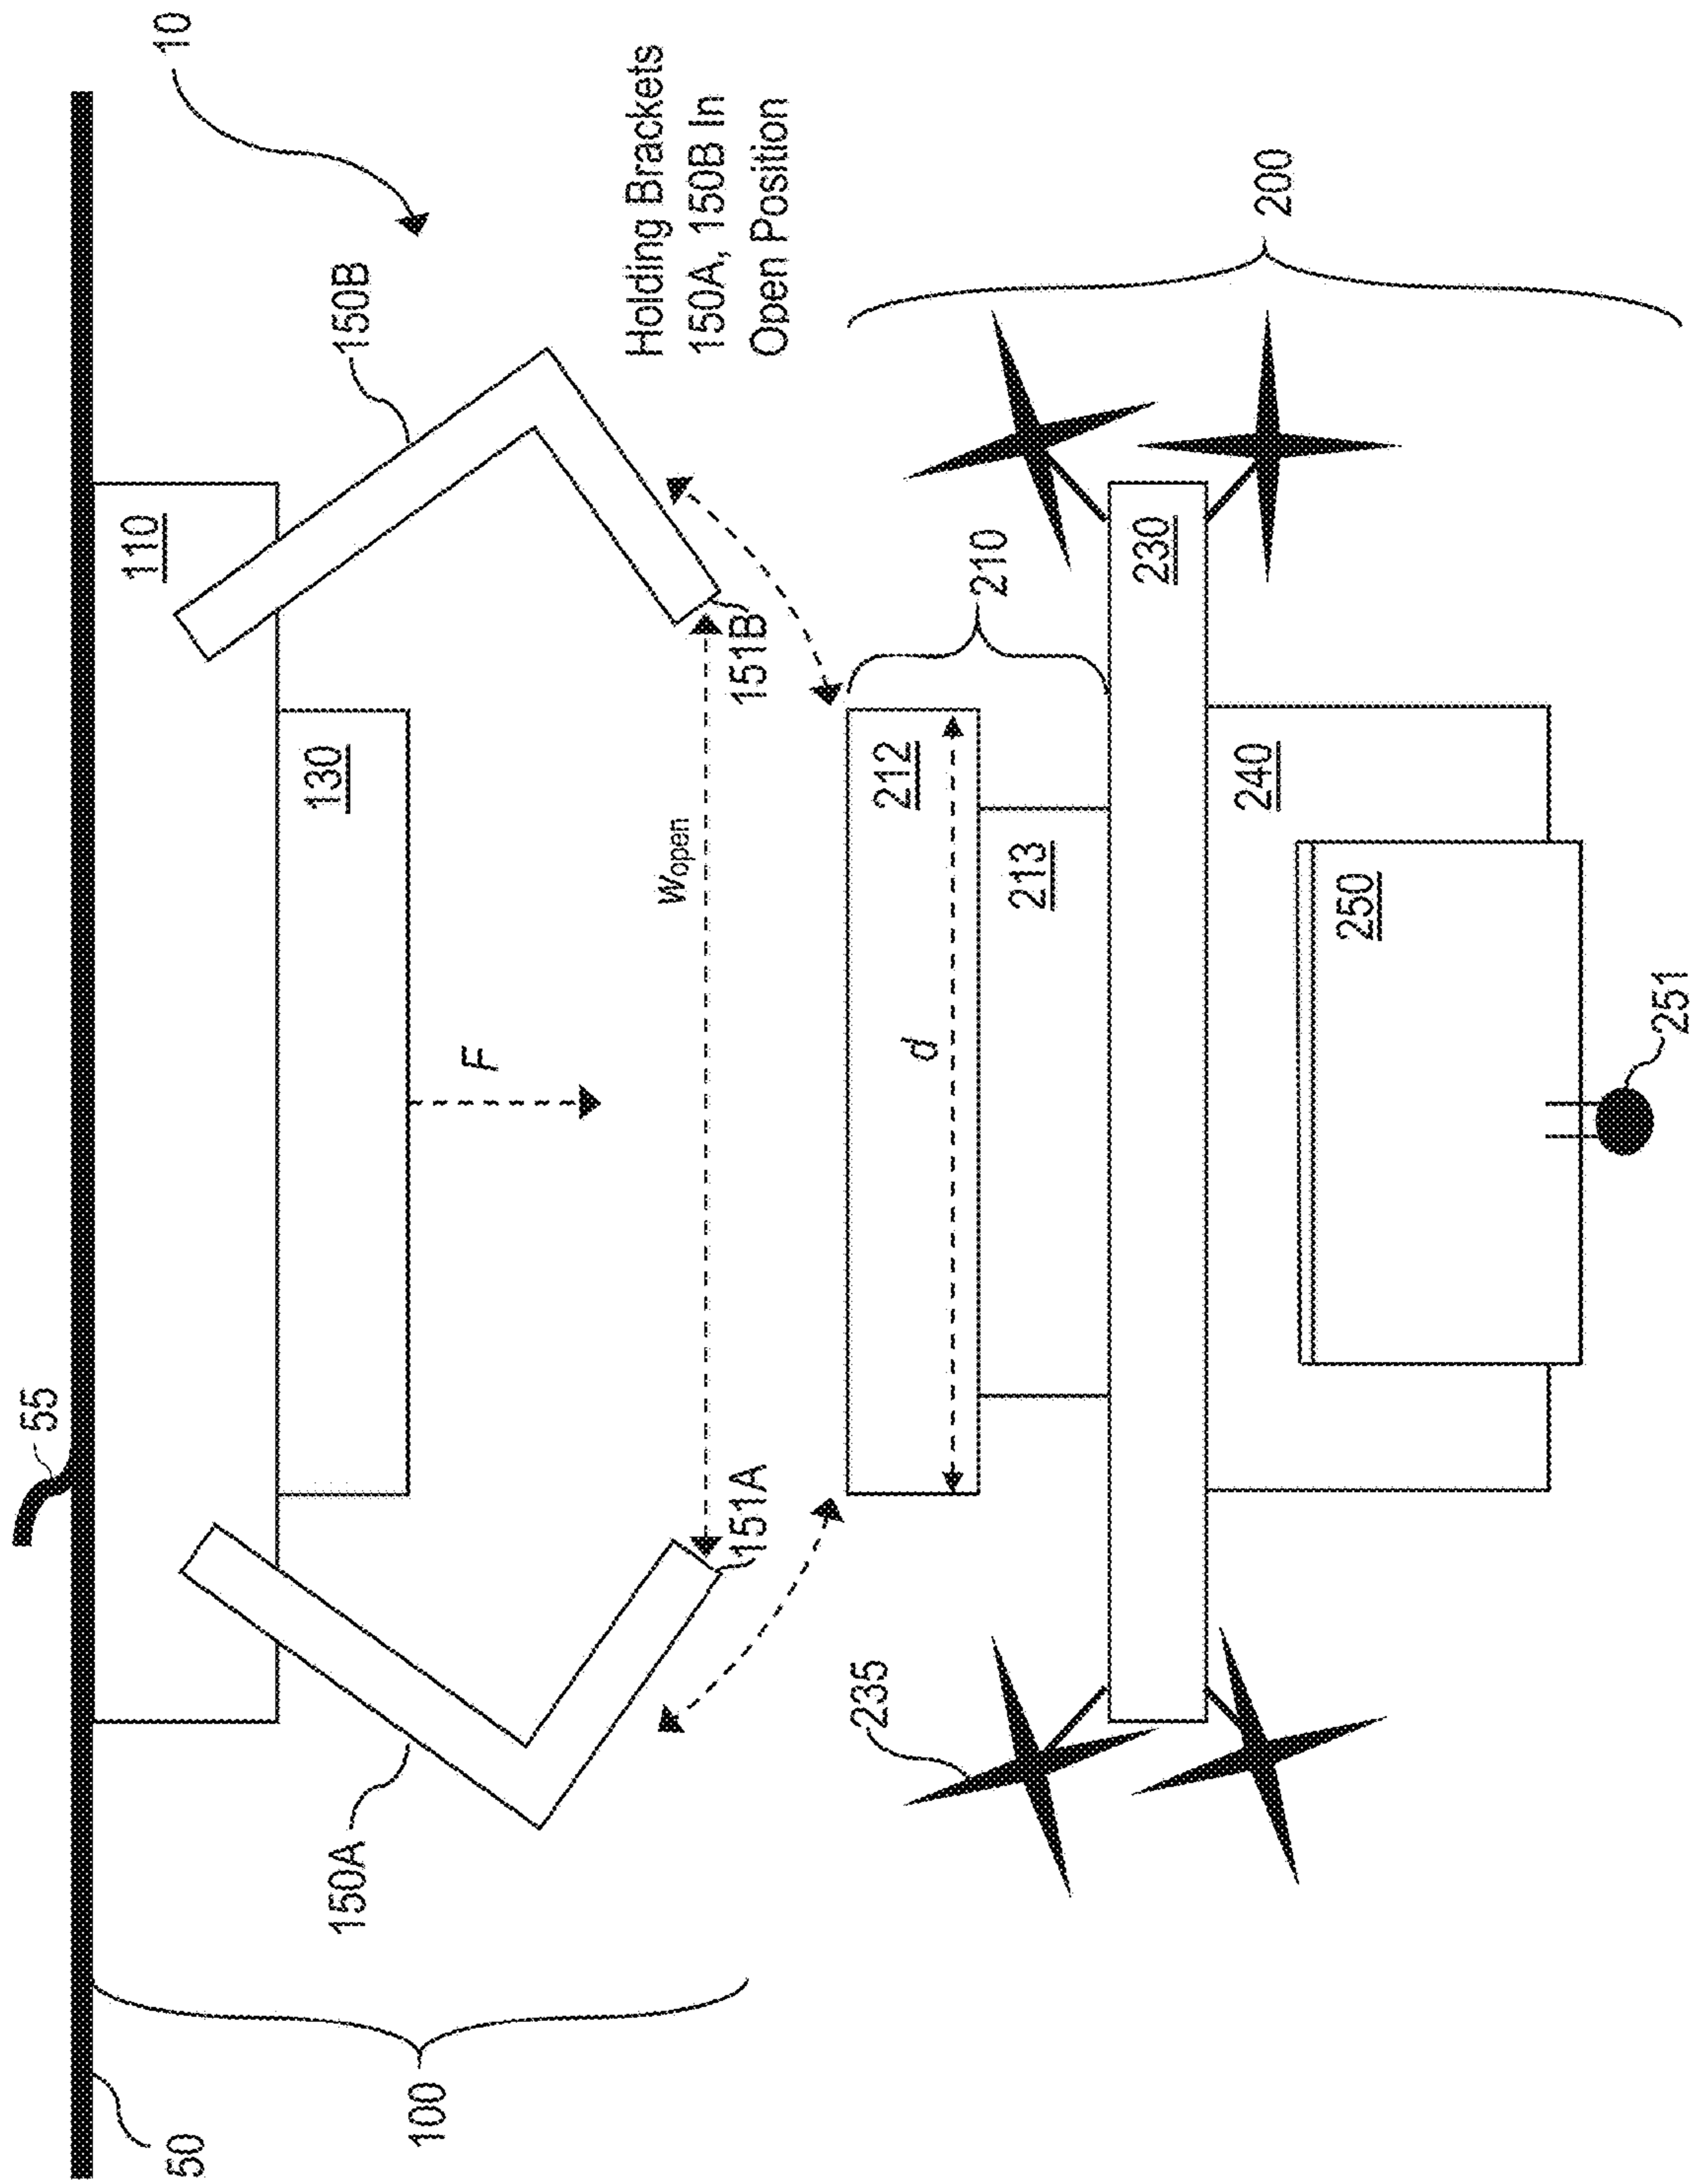 10
55
50
110
150B
130
100
150A
F
Wopen
151A
151B
Holding Brackets
150A, 150B In
Open Position
200
210
212
d
213
235
230
240
250
251